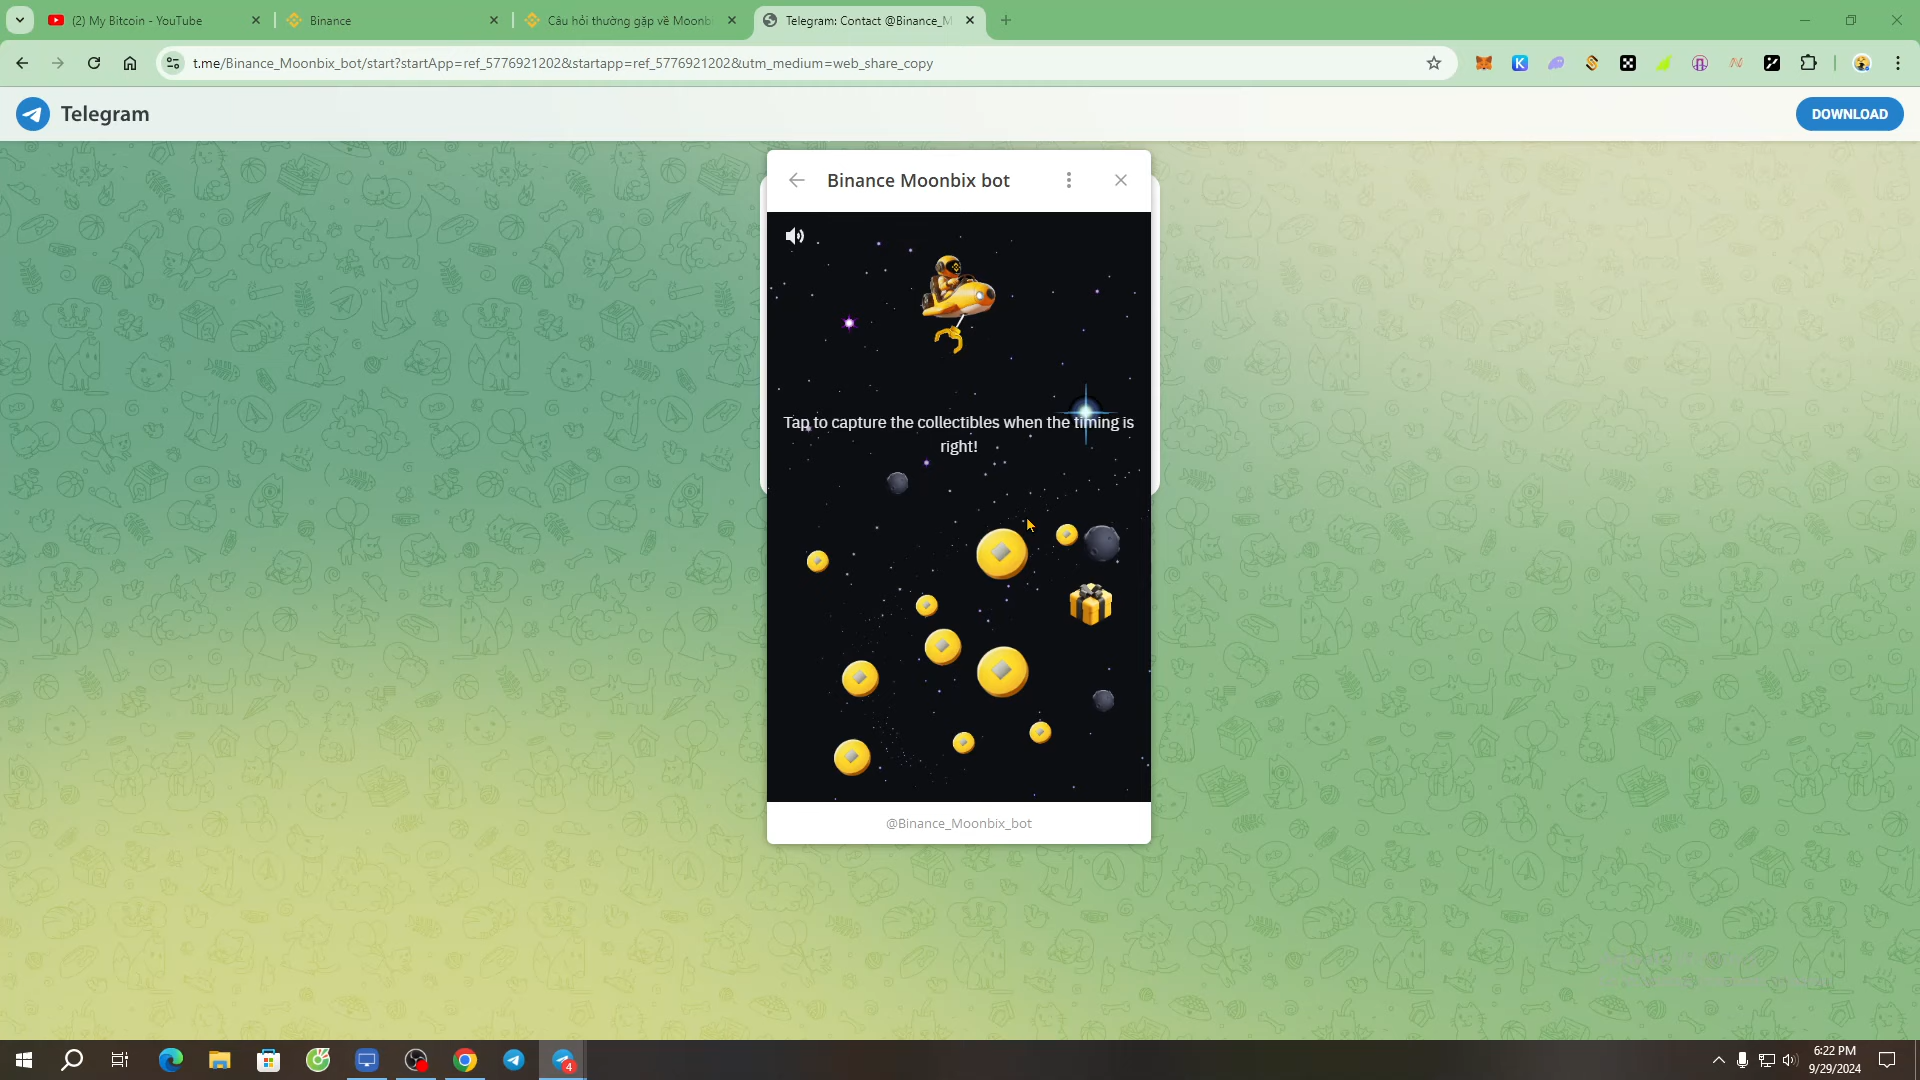 (2) My Bitcoin - YouTube
Binance
Câu hỏi thường gặp về Moonb
Telegram: Contact @Binance_M
t.me/Binance_Moonbix_bot/start?startApp=ref_5776921202&startapp=ref_5776921202&utm_medium=web_share_copy
Telegram
DOWNLOAD
Binance Moonbix bot
Tap to capture the collectibles when the timing is
right!
@Binance_Moonbix_bot
4
6:22 PM
9/29/2024